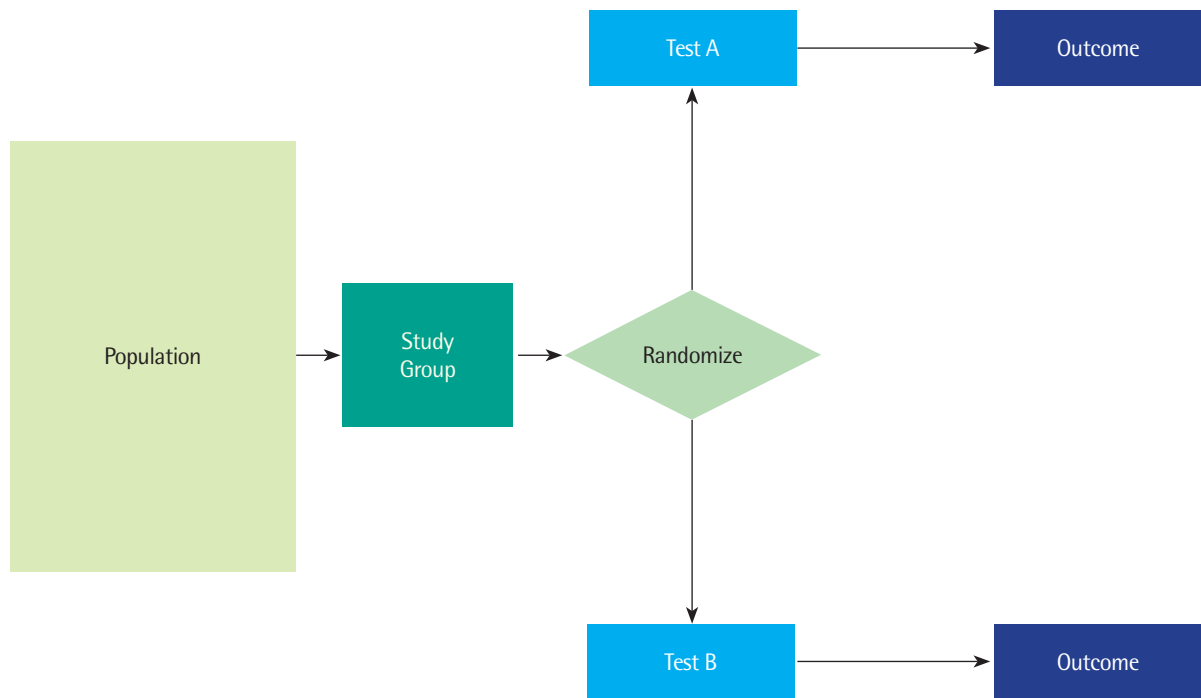 Test A
Outcome
Population
Study
Group
Randomize
Test B
Outcome